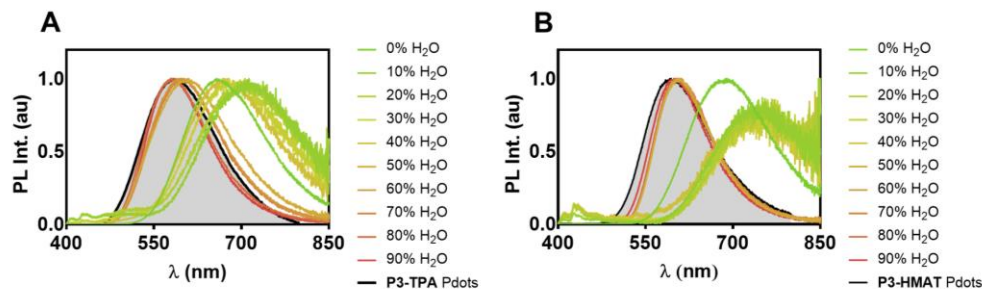 A
PL Int. (au)
1.0
0.5
0.0
400 550 700 850
λ (nm)
0% H₂O
10% H₂O
20% H₂O
30% H₂O
40% H₂O
50% H₂O
60% H₂O
70% H₂O
80% H₂O
90% H₂O
P3-TPA Pdots
B
PL Int. (au)
1.0
0.5
0.0
400 550 700 850
λ (nm)
0% H₂O
10% H₂O
20% H₂O
30% H₂O
40% H₂O
50% H₂O
60% H₂O
70% H₂O
80% H₂O
90% H₂O
P3-HMAT Pdots